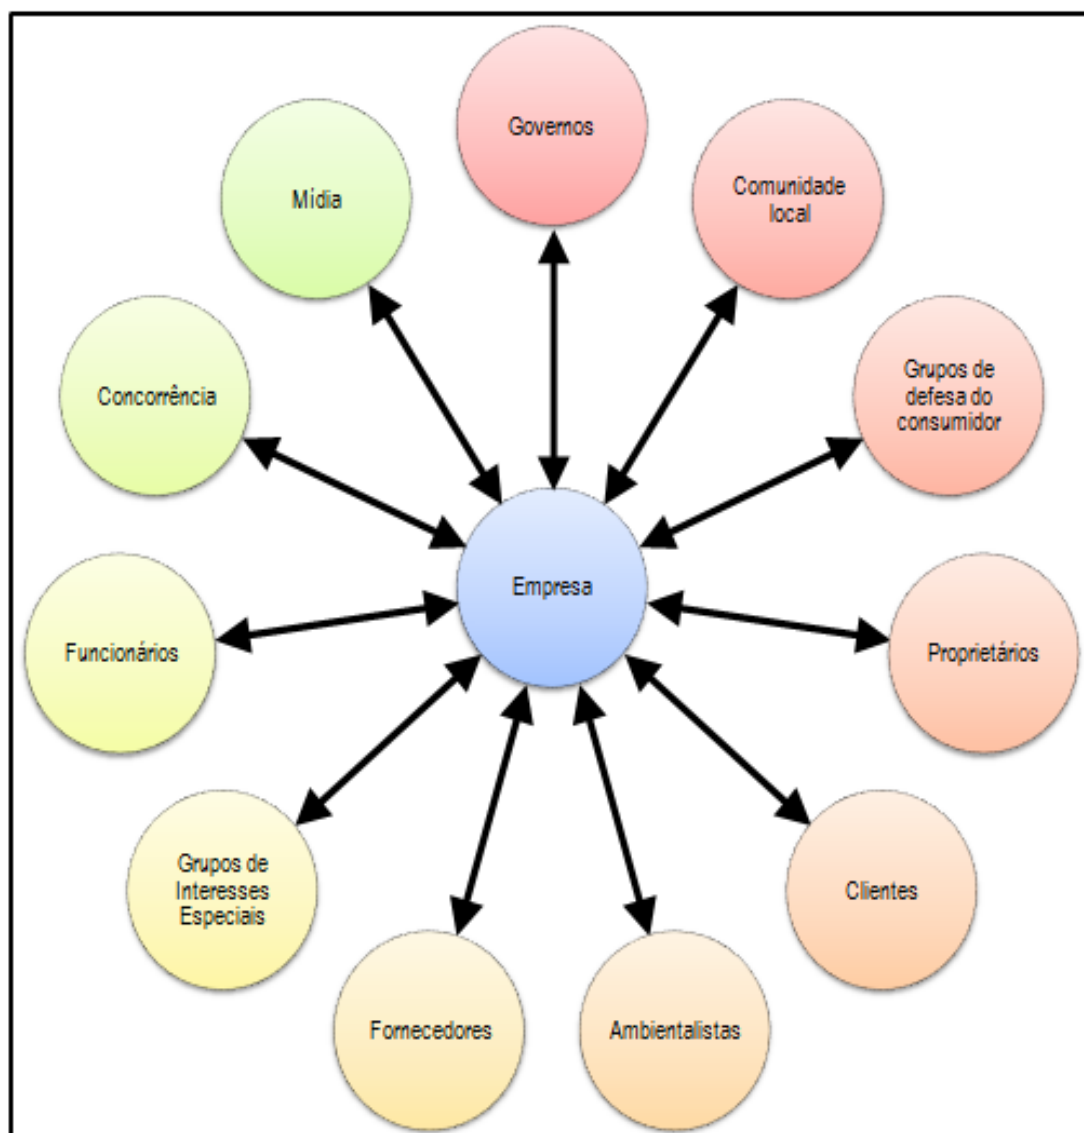 Governos
Mídia
Comunidade
local
Concorrência
Grupos de
defesa do
consumidor
Empresa
Funcionários
Proprietários
Grupos de
Interesses
Especiais
Clientes
Fornecedores
Ambientalistas